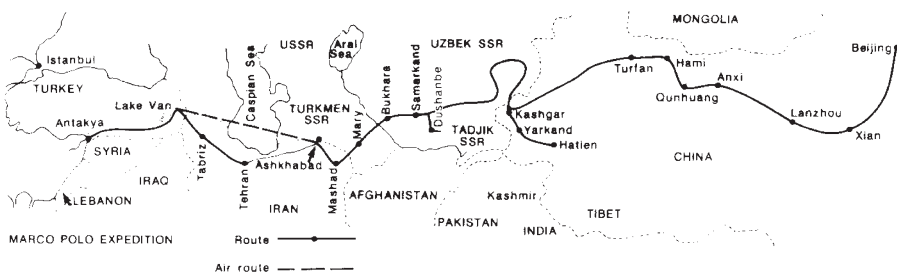 MONGOLIA
Beijing
Istanbul
TURKEY
Caspian Sea
USSR
Aral
Sea
UZBEK SSR
Turfan
Hami
Anxi
Qunhuang
Lake Van
Antakya
SYRIA
TURKMEN
SSR
Mary
Bukhara
Samarkand
Dushanbe
TADJIK
SSR
Kashgar
Yarkand
Hatien
Lanzhou
Xian
CHINA
LEBANON
IRAQ
Tabriz
Tehran
Ashkhabad
Mashad
IRAN
AFGHANISTAN
Kashmir
PAKISTAN
INDIA
TIBET
MARCO POLO EXPEDITION
Route
Air route